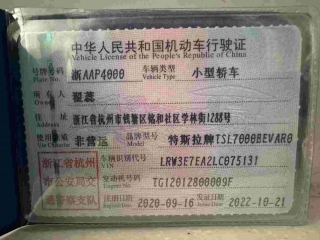 中华人民共和国机动车行驶证
Vehicle License of the People's Republic of China
号牌号码 浙AAP4000 车辆类型 小型轿车
Plate No. Vehicle Type
所有人 翟蕊
Owner
住址 浙江省杭州市钱塘区铭和社区学林街1288号
使用性质 非营运 品牌型号 特斯拉牌TSL7000BEVAR0
Use Character Model
浙江省杭州市公安局交通警察支队
车辆识别代号 LRW3E7EA2LC075131
VIN
发动机号码 TG12012800009F
Engine No.
注册日期 2020-09-16 发证日期 2022-10-21
Register Date Issue Date